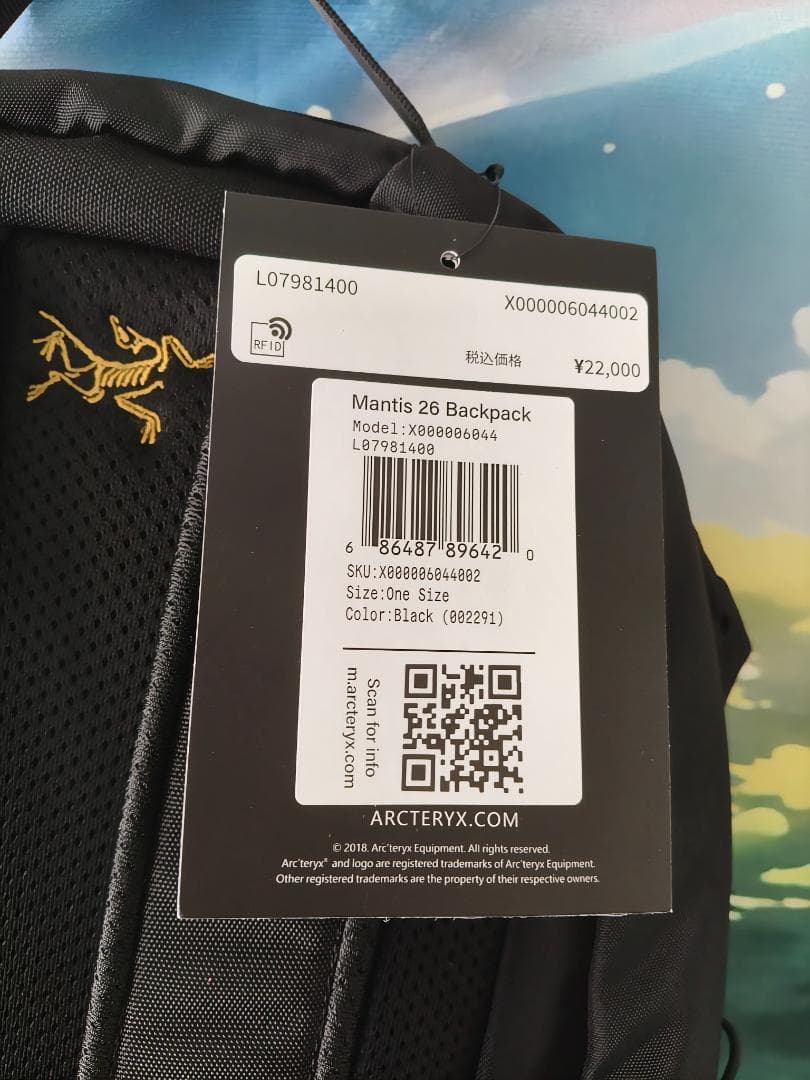 L07981400
X000006044002
RFID
税込価格 ¥22,000
Mantis 26 Backpack
Model:X000006044
L07981400
6 86487 89642 0
SKU:X000006044002
Size:One Size
Color:Black (002291)
Scan for info
m.arcteryx.com
ARCTERYX.COM
© 2018. Arc'teryx Equipment. All rights reserved.
Arc'teryx® and logo are registered trademarks of Arc'teryx Equipment.
Other registered trademarks are the property of their respective owners.